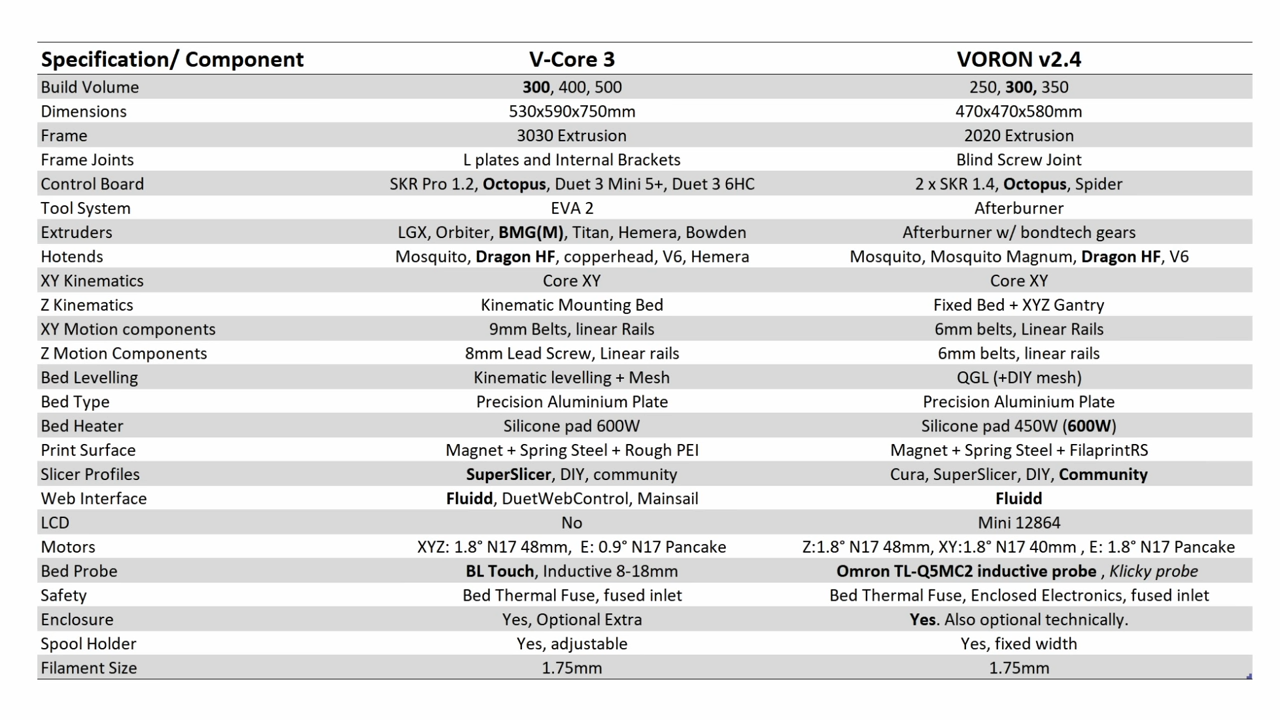 Specification/ Component V-Core 3 VORON v2.4
Build Volume 300, 400, 500 250, 300, 350
Dimensions 530x590x750mm 470x470x580mm
Frame 3030 Extrusion 2020 Extrusion
Frame Joints L plates and Internal Brackets Blind Screw Joint
Control Board SKR Pro 1.2, Octopus, Duet 3 Mini 5+, Duet 3 6HC 2 x SKR 1.4, Octopus, Spider
Tool System EVA 2 Afterburner
Extruders LGX, Orbiter, BMG(M), Titan, Hemera, Bowden Afterburner w/ bondtech gears
Hotends Mosquito, Dragon HF, copperhead, V6, Hemera Mosquito, Mosquito Magnum, Dragon HF, V6
XY Kinematics Core XY Core XY
Z Kinematics Kinematic Mounting Bed Fixed Bed + XYZ Gantry
XY Motion components 9mm Belts, linear Rails 6mm belts, Linear Rails
Z Motion Components 8mm Lead Screw, Linear rails 6mm belts, linear rails
Bed Levelling Kinematic levelling + Mesh QGL (+DIY mesh)
Bed Type Precision Aluminium Plate Precision Aluminium Plate
Bed Heater Silicone pad 600W Silicone pad 450W (600W)
Print Surface Magnet + Spring Steel + Rough PEI Magnet + Spring Steel + FilaprintRS
Slicer Profiles SuperSlicer, DIY, community Cura, SuperSlicer, DIY, Community
Web Interface Fluidd, DuetWebControl, Mainsail Fluidd
LCD No Mini 12864
Motors XYZ: 1.8° N17 48mm, E: 0.9° N17 Pancake Z:1.8° N17 48mm, XY:1.8° N17 40mm , E: 1.8° N17 Pancake
Bed Probe BL Touch, Inductive 8-18mm Omron TL-Q5MC2 inductive probe , Klicky probe
Safety Bed Thermal Fuse, fused inlet Bed Thermal Fuse, Enclosed Electronics, fused inlet
Enclosure Yes, Optional Extra Yes. Also optional technically.
Spool Holder Yes, adjustable Yes, fixed width
Filament Size 1.75mm 1.75mm